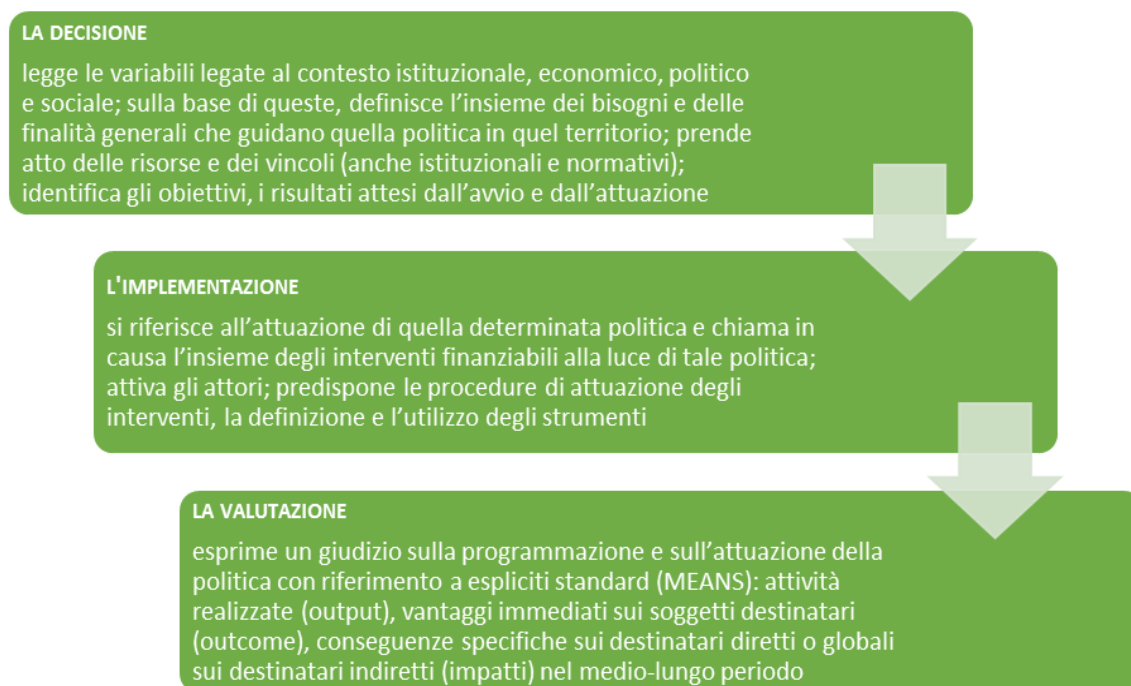 LA DECISIONE
legge le variabili legate al contesto istituzionale, economico, politico
e sociale; sulla base di queste, definisce l’insieme dei bisogni e delle
finalità generali che guidano quella politica in quel territorio; prende
atto delle risorse e dei vincoli (anche istituzionali e normativi);
identifica gli obiettivi, i risultati attesi dall’avvio e dall’attuazione
L'IMPLEMENTAZIONE
si riferisce all’attuazione di quella determinata politica e chiama in
causa l’insieme degli interventi finanziabili alla luce di tale politica;
attiva gli attori; predispone le procedure di attuazione degli
interventi, la definizione e l’utilizzo degli strumenti
LA VALUTAZIONE
esprime un giudizio sulla programmazione e sull’attuazione della
politica con riferimento a espliciti standard (MEANS): attività
realizzate (output), vantaggi immediati sui soggetti destinatari
(outcome), conseguenze specifiche sui destinatari diretti o globali
sui destinatari indiretti (impatti) nel medio-lungo periodo